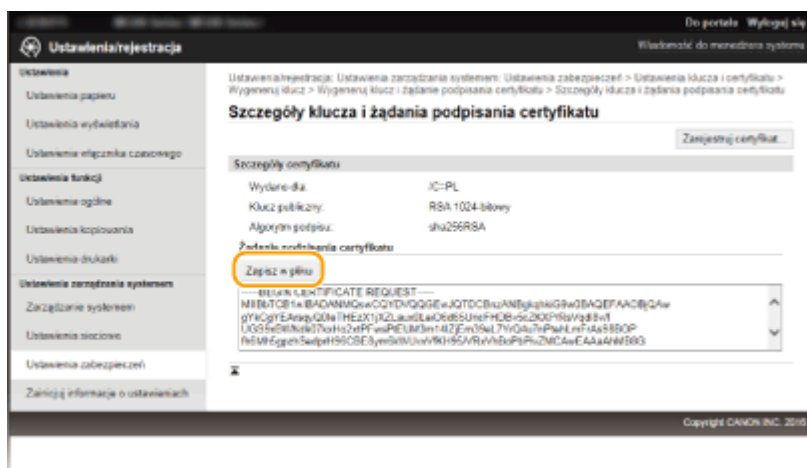 Do portalu Wyloguj się
Ustawienia/rejestracja
Wiadomość do menedżera systemu
Ustawienia
Ustawienia papieru
Ustawienia wyświetlania
Ustawienia włącznika czasowego
Ustawienia funkcji
Ustawienia ogólne
Ustawienia kopiowania
Ustawienia drukarki
Ustawienia zarządzania systemem
Zarządzanie systemem
Ustawienia sieciowe
Ustawienia zabezpieczeń
Zainicjuj informacje o ustawieniach
Ustawienia/rejestracja: Ustawienia zarządzania systemem: Ustawienia zabezpieczeń > Ustawienia klucza i certyfikatu >
Wygeneruj klucz > Wygeneruj klucz i żądanie podpisania certyfikatu > Szczegóły klucza i żądania podpisania certyfikatu
Szczegóły klucza i żądania podpisania certyfikatu
Zarejestruj certyfikat...
Szczegóły certyfikatu
Wydano dla: /C=PL
Klucz publiczny: RSA 1024-bitowy
Algorytm podpisu: sha256RSA
Żądanie podpisania certyfikatu
Zapisz w pliku
-----BEGIN CERTIFICATE REQUEST-----
Copyright CANON INC. 2016